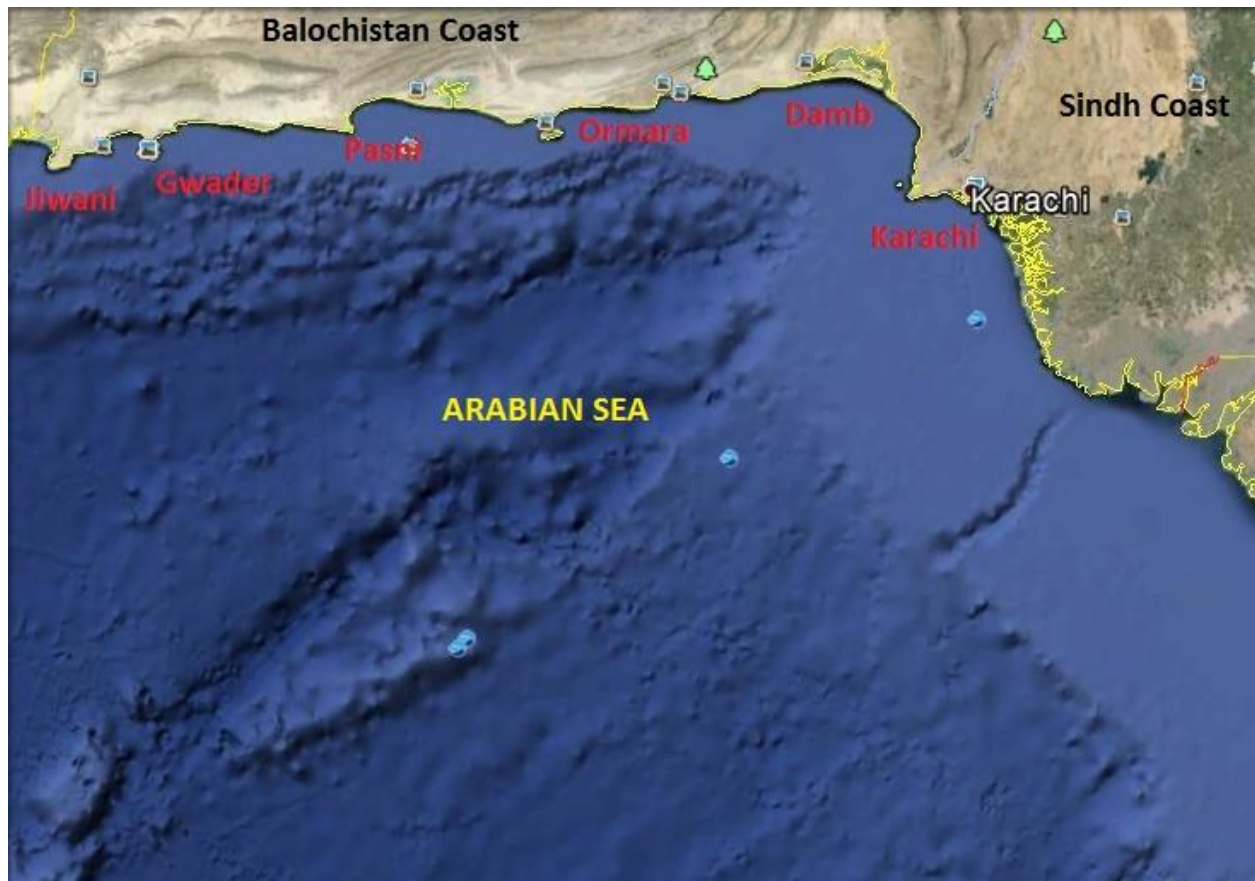 Balochistan Coast
Sindh Coast
Damb
Ormara
Pasni
Gwader
Jiwani
Karachi
Karachi
ARABIAN SEA